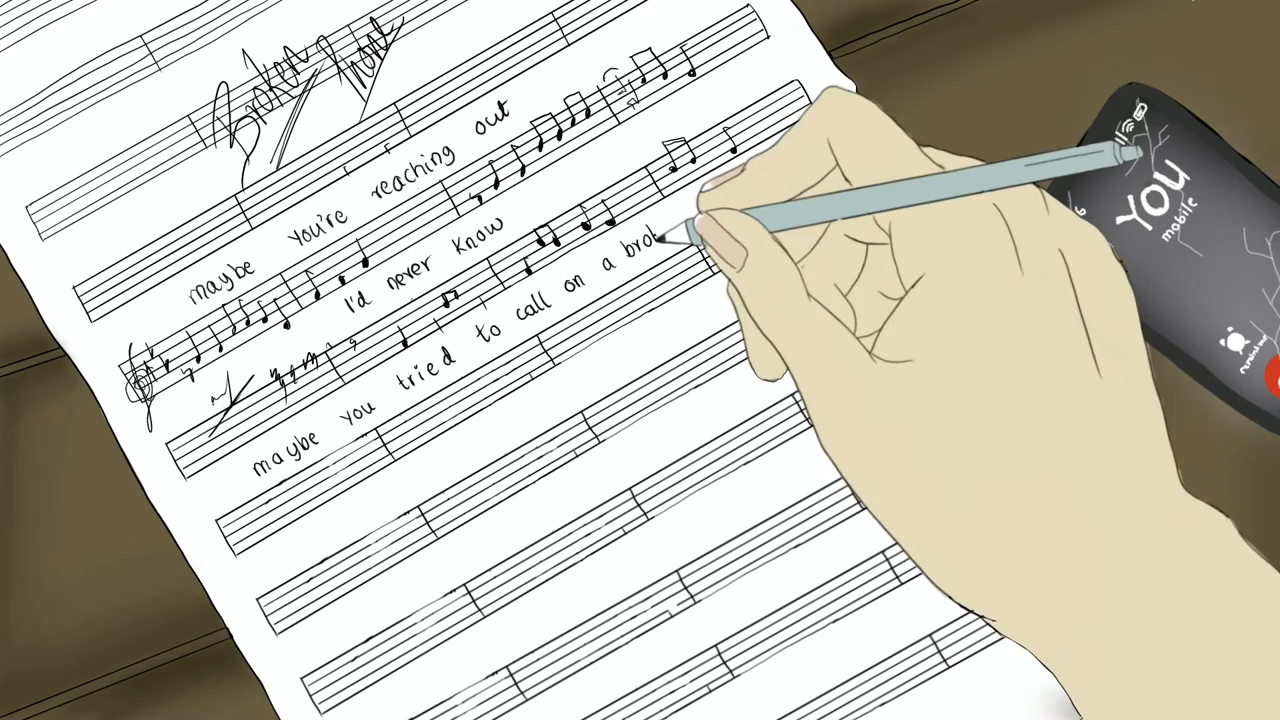 Broken Phone
maybe you're reaching out
I'd never know
maybe you tried to call on a brok
YOU
mobile